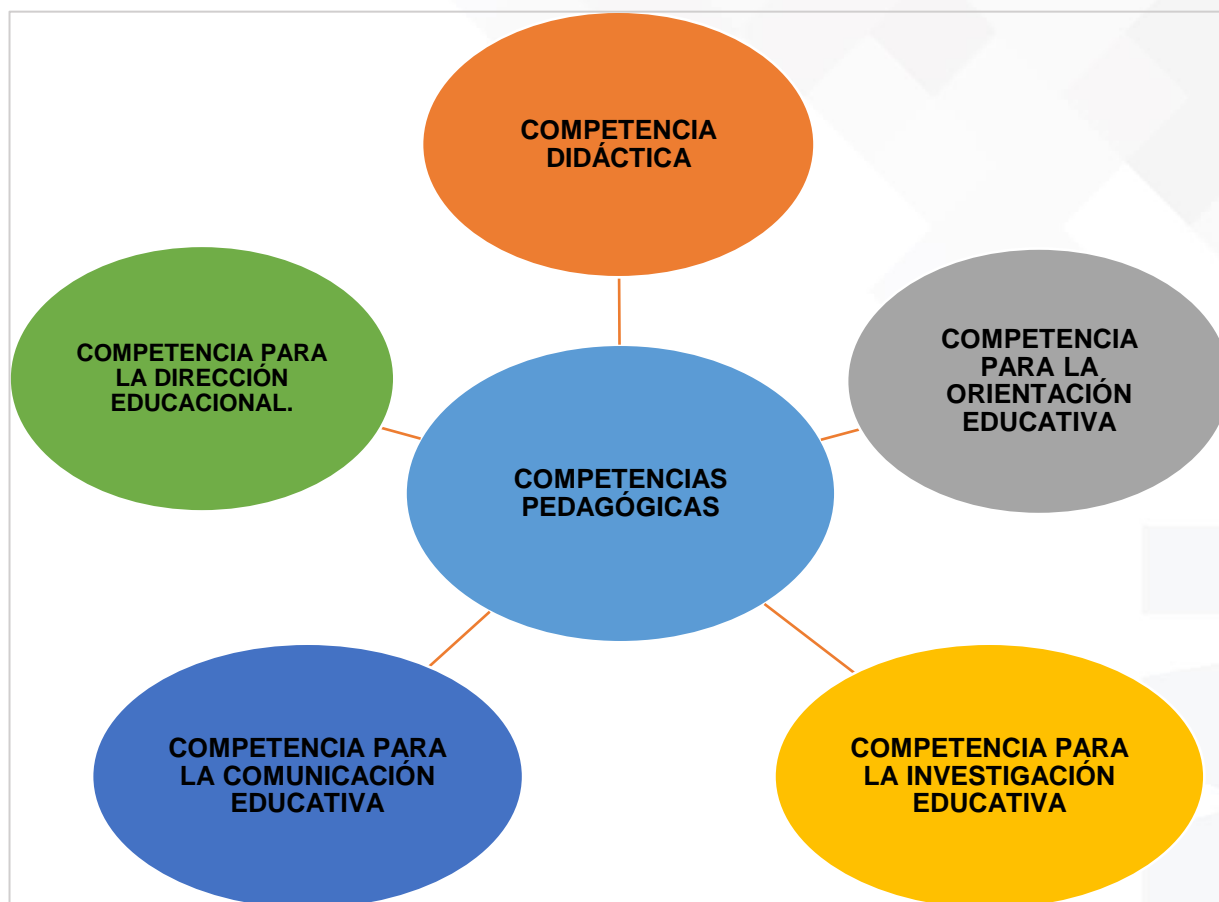 COMPETENCIA
DIDÁCTICA
COMPETENCIA PARA
LA DIRECCIÓN
EDUCACIONAL.
COMPETENCIA
PARA LA
ORIENTACIÓN
EDUCATIVA
COMPETENCIAS
PEDAGÓGICAS
COMPETENCIA PARA
LA COMUNICACIÓN
EDUCATIVA
COMPETENCIA PARA
LA INVESTIGACIÓN
EDUCATIVA